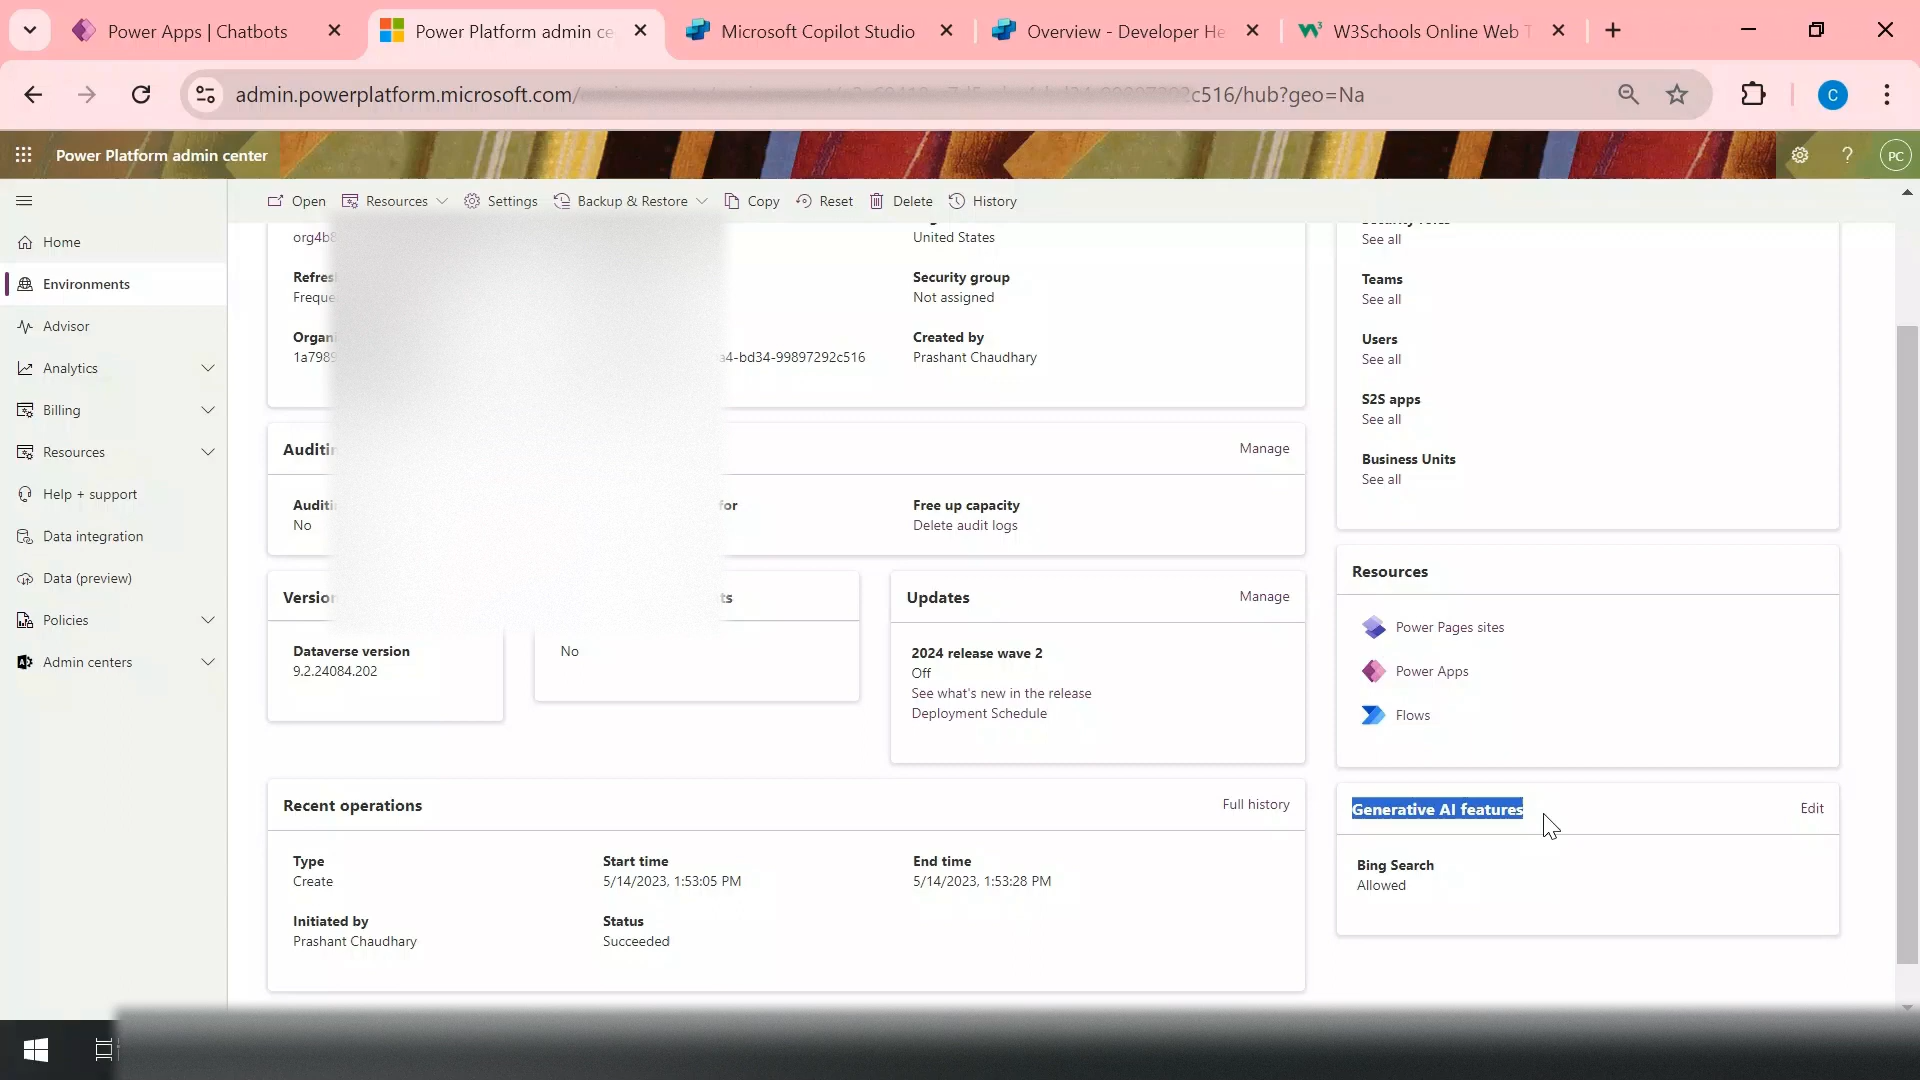 Power Apps | Chatbots
Power Platform admin ce
Microsoft Copilot Studio
Overview - Developer He
W3Schools Online Web T
admin.powerplatform.microsoft.com/
2c516/hub?geo=Na
C
Power Platform admin center
PC
Open
Resources
Settings
Backup & Restore
Copy
Reset
Delete
History
Home
Environments
Advisor
Analytics
Billing
Resources
Help + support
Data integration
Data (preview)
Policies
Admin centers
org4b8
United States
Refres
Freque
Security group
Not assigned
Organi
1a7989
a4-bd34-99897292c516
Created by
Prashant Chaudhary
Auditin
Manage
Auditi
No
for
Free up capacity
Delete audit logs
Version
Dataverse version
9.2.24084.202
ts
No
Updates
Manage
2024 release wave 2
Off
See what's new in the release
Deployment Schedule
Recent operations
Full history
Type
Create
Start time
5/14/2023, 1:53:05 PM
End time
5/14/2023, 1:53:28 PM
Initiated by
Prashant Chaudhary
Status
Succeeded
See all
Teams
See all
Users
See all
S2S apps
See all
Business Units
See all
Resources
Power Pages sites
Power Apps
Flows
Generative AI features
Edit
Bing Search
Allowed